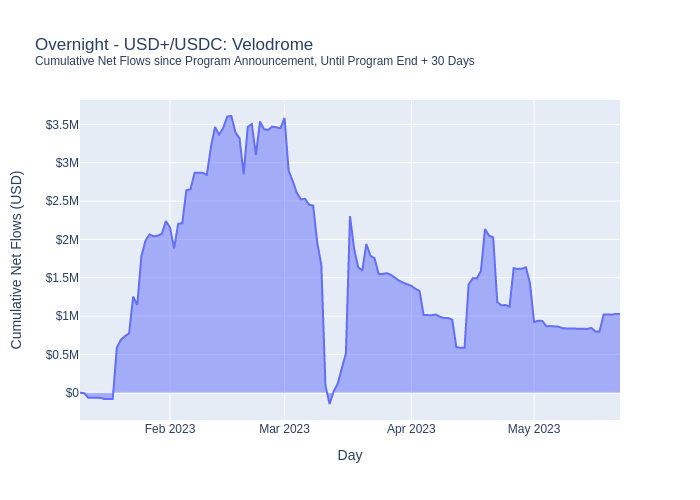 Overnight - USD+/USDC: Velodrome
Cumulative Net Flows since Program Announcement, Until Program End + 30 Days
Cumulative Net Flows (USD)
$3.5M
$3M
$2.5M
$2M
$1.5M
$1M
$0.5M
$0
Feb 2023
Mar 2023
Apr 2023
May 2023
Day